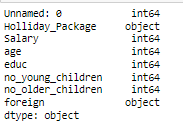 Unnamed: 0 int64
Holliday_Package object
Salary int64
age int64
educ int64
no_young_children int64
no_older_children int64
foreign object
dtype: object